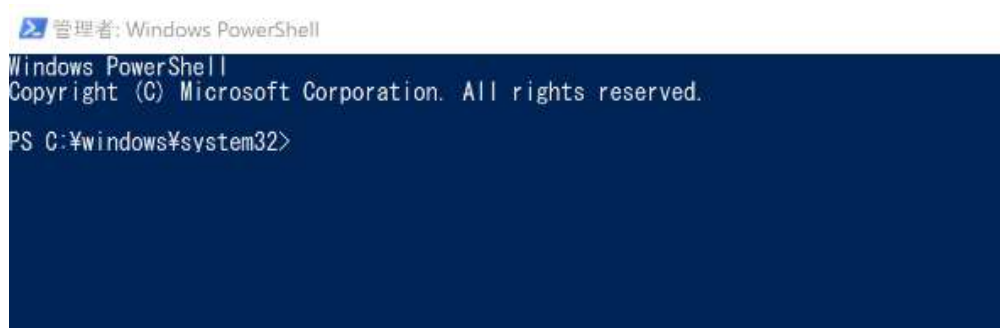 管理者: Windows PowerShell
Windows PowerShell
Copyright (C) Microsoft Corporation. All rights reserved.
PS C:¥windows¥system32>